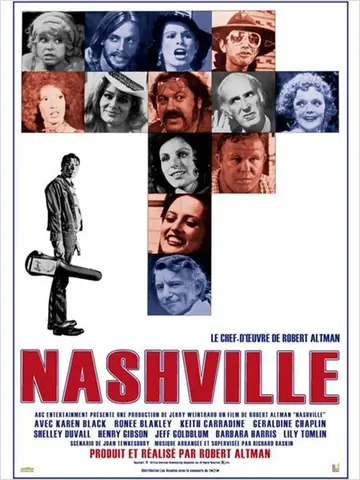 LE CHEF-D'ŒUVRE DE ROBERT ALTMAN
NASHVILLE
ABC ENTERTAINMENT PRÉSENTE UNE PRODUCTION DE JERRY WEINTRAUB UN FILM DE ROBERT ALTMAN "NASHVILLE"
AVEC KAREN BLACK RONEE BLAKLEY KEITH CARRADINE GERALDINE CHAPLIN
SHELLEY DUVALL HENRY GIBSON JEFF GOLDBLUM BARBARA HARRIS LILY TOMLIN
SCÉNARIO DE JOAN TEWKESBURY MUSIQUE ARRANGÉE ET SUPERVISÉE PAR RICHARD BASKIN
PRODUIT ET RÉALISÉ PAR ROBERT ALTMAN